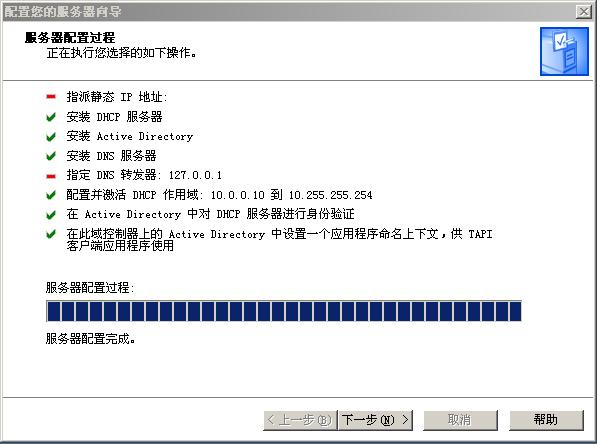 配置您的服务器向导
服务器配置过程
正在执行您选择的如下操作。
指派静态 IP 地址:
安装 DHCP 服务器
安装 Active Directory
安装 DNS 服务器
指定 DNS 转发器: 127.0.0.1
配置并激活 DHCP 作用域: 10.0.0.10 到 10.255.255.254
在 Active Directory 中对 DHCP 服务器进行身份验证
在此域控制器上的 Active Directory 中设置一个应用程序命名上下文，供 TAPI
客户端应用程序使用
服务器配置过程:
服务器配置完成。
< 上一步(B) 下一步(N) > 取消 帮助